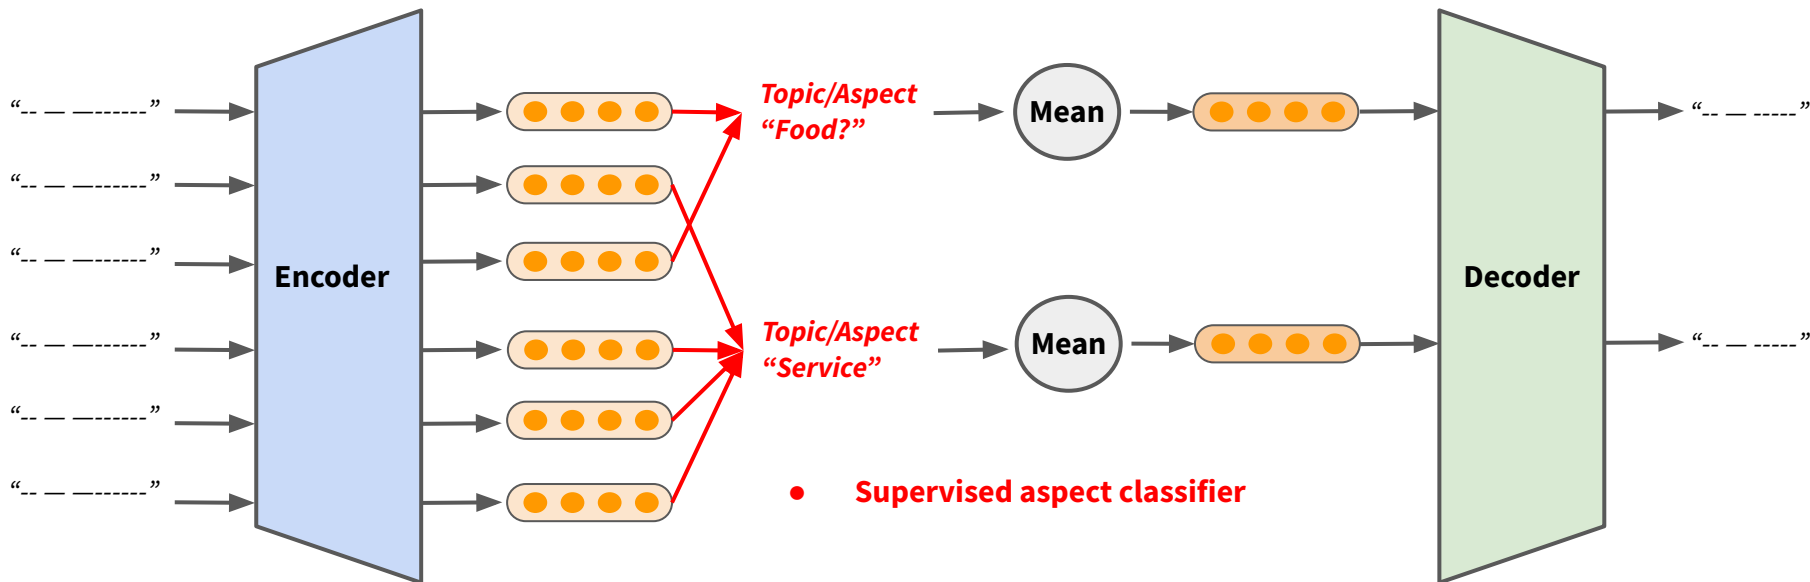 “-- — —------”
“-- — —------”
“-- — —------”
“-- — —------”
“-- — —------”
“-- — —------”
Encoder
Topic/Aspect
“Food?”
Topic/Aspect
“Service”
Mean
Mean
• Supervised aspect classifier
Decoder
“-- — -----”
“-- — -----”